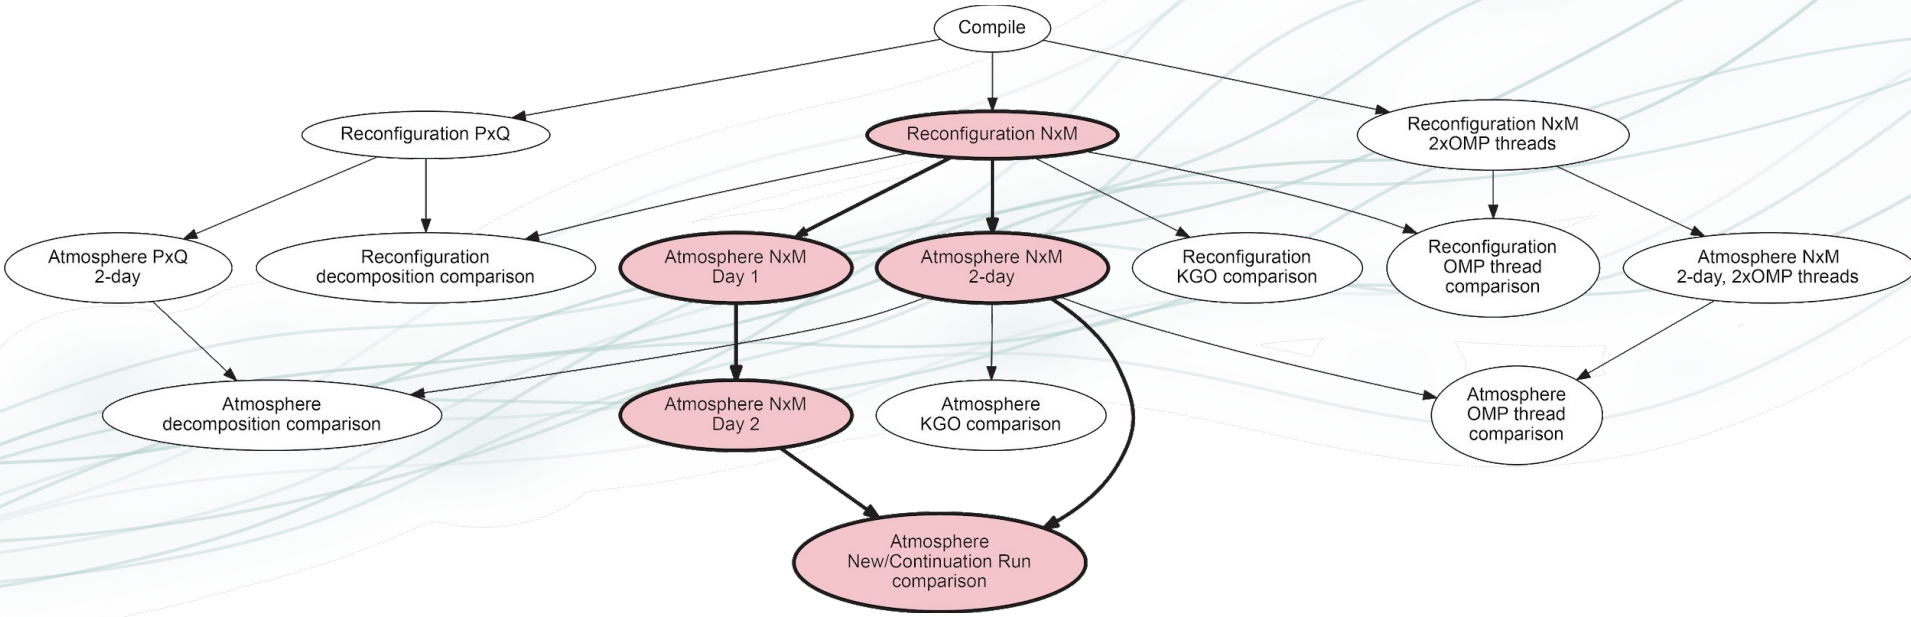 Compile
Reconfiguration PxQ
Reconfiguration NxM
Reconfiguration NxM
2xOMP threads
Atmosphere PxQ
2-day
Reconfiguration
decomposition comparison
Atmosphere NxM
Day 1
Atmosphere NxM
2-day
Reconfiguration
KGO comparison
Reconfiguration
OMP thread
comparison
Atmosphere NxM
2-day, 2xOMP threads
Atmosphere
decomposition comparison
Atmosphere NxM
Day 2
Atmosphere
KGO comparison
Atmosphere
OMP thread
comparison
Atmosphere
New/Continuation Run
comparison